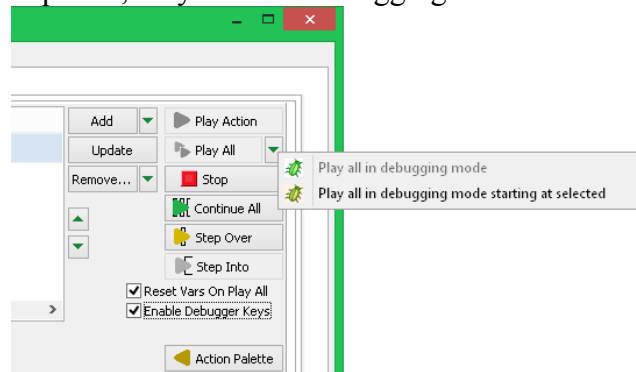 Add
Play Action
Update
Play All
Play all in debugging mode
Remove...
Stop
Play all in debugging mode starting at selected
Continue All
Step Over
Step Into
Reset Vars On Play All
Enable Debugger Keys
Action Palette